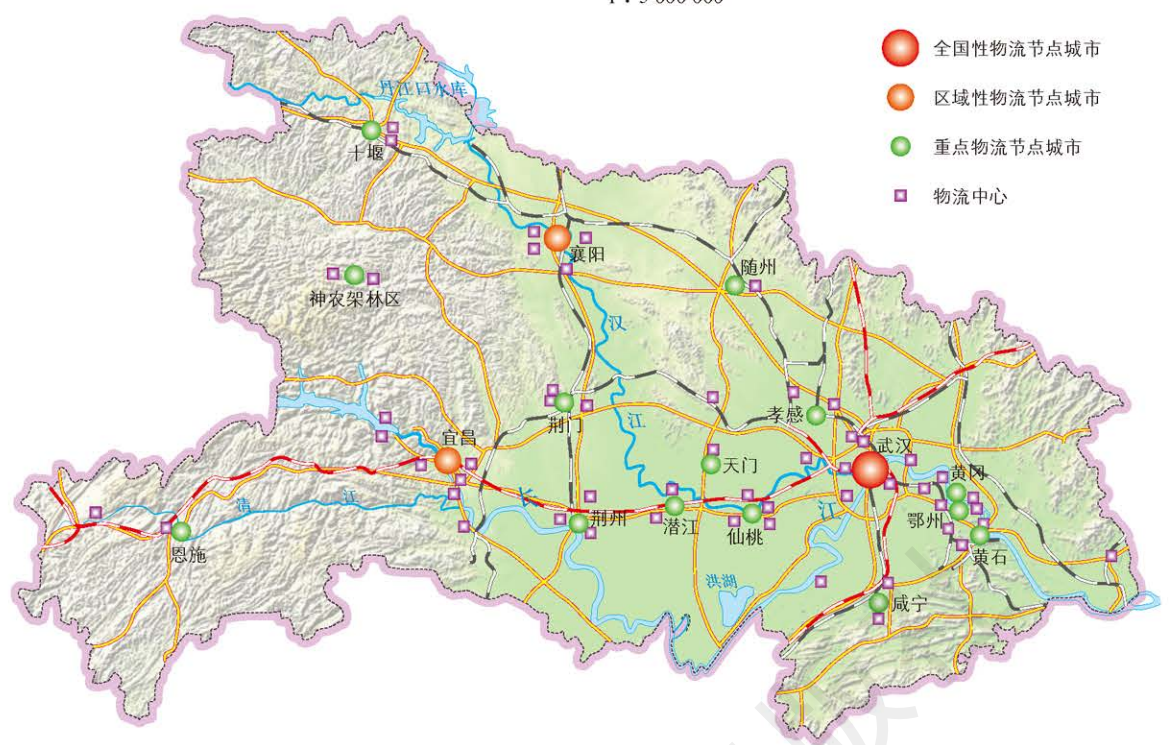 全国性物流节点城市
区域性物流节点城市
重点物流节点城市
物流中心
丹江口水库
十堰
襄阳
随州
神农架林区
汉
江
荆门
孝感
武汉
宜昌
天门
黄冈
长
江
荆州
潜江
仙桃
鄂州
黄石
清
江
恩施
洪湖
咸宁